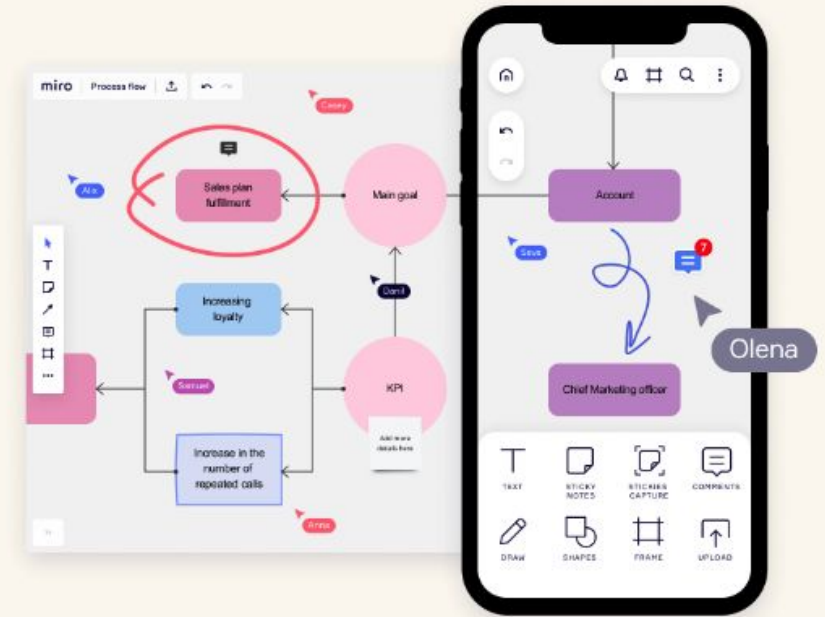 miro Process flow
Casey
Alix
Sales plan
fulfillment
Main goal
Account
7
Increasing
loyalty
Danil
Olena
Samuel
KPI
Chief Marketing officer
Add more
details here
Increase in the
number of
repeated calls
Anna
TEXT
STICKY
NOTES
STICKIES
CAPTURE
COMMENTS
DRAW
SHAPES
FRAME
UPLOAD